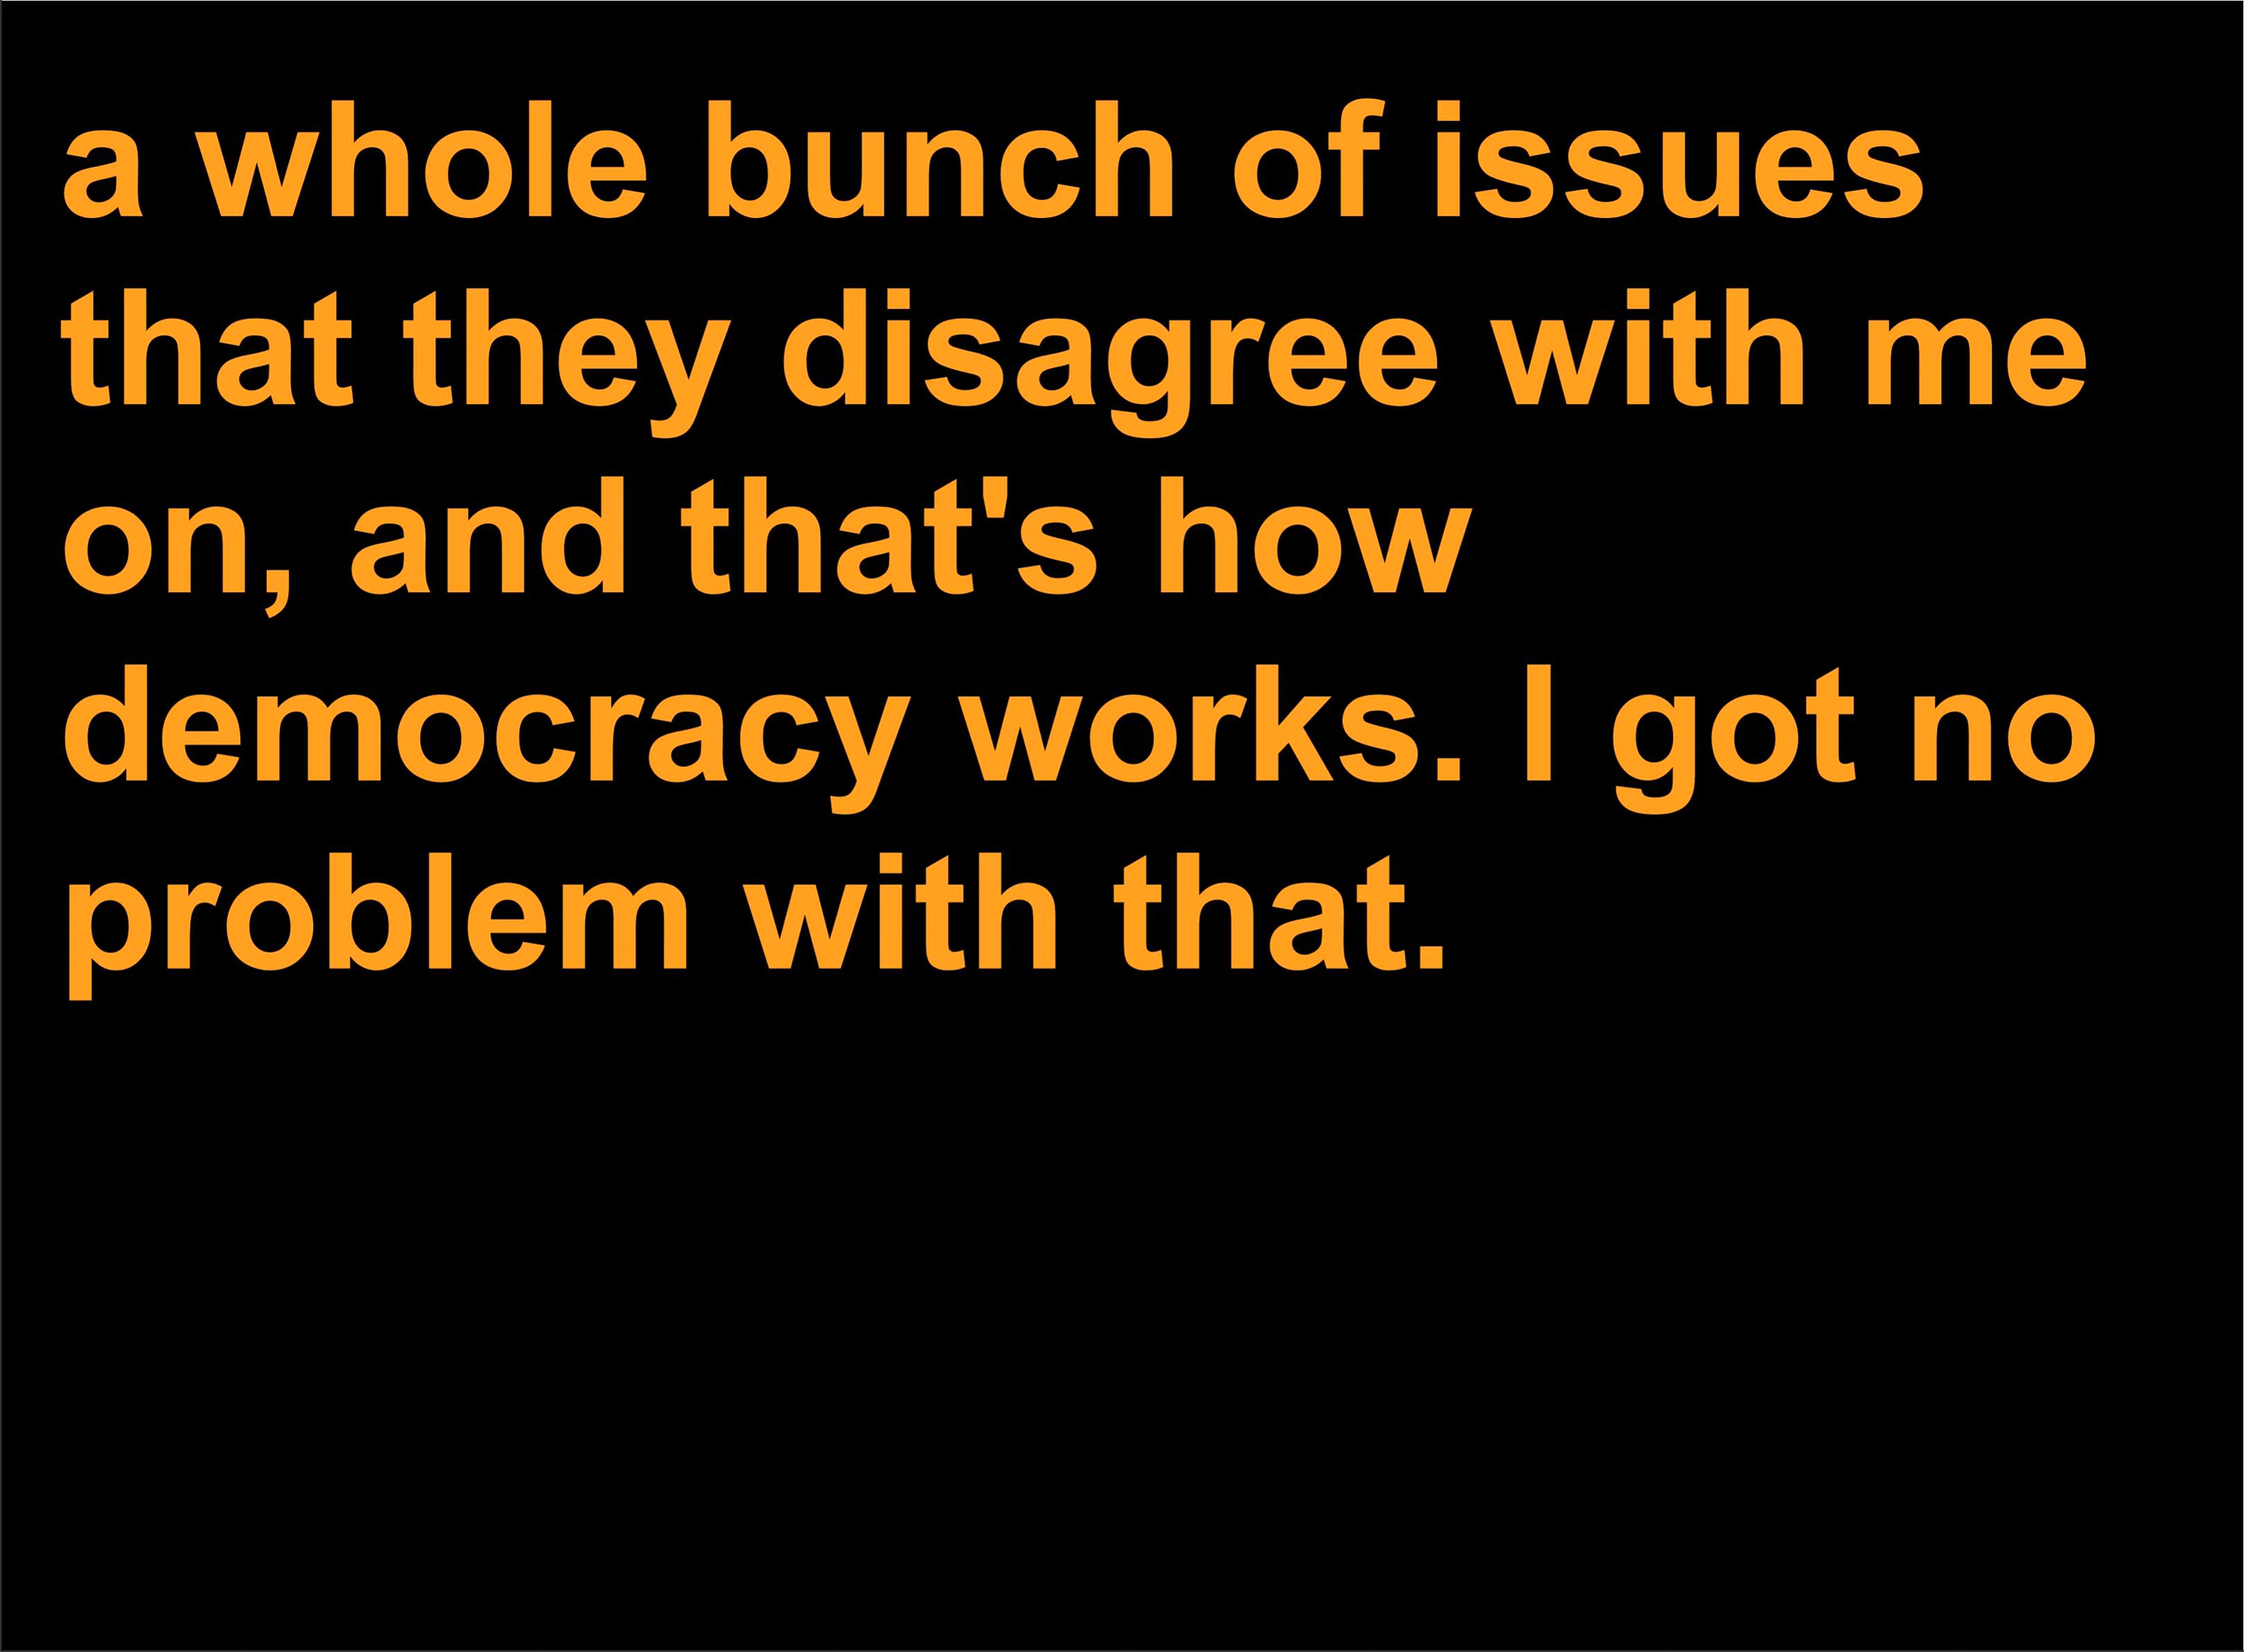 a whole bunch of issues
that they disagree with me
on, and that's how
democracy works. I got no
problem with that.